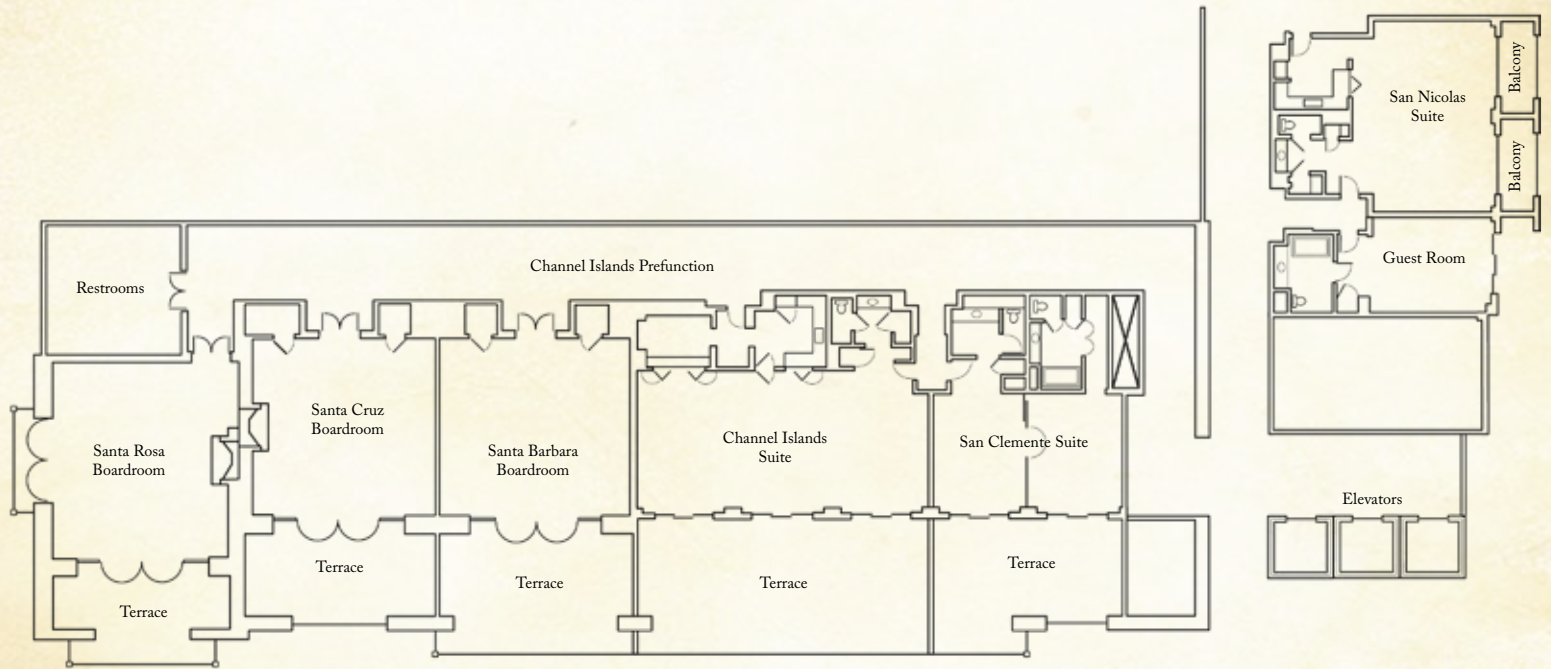 Restrooms
Channel Islands Prefunction
Santa Rosa
Boardroom
Santa Cruz
Boardroom
Santa Barbara
Boardroom
Channel Islands
Suite
San Clemente Suite
Terrace
Terrace
Terrace
Terrace
Terrace
San Nicolas
Suite
Balcony
Balcony
Guest Room
Elevators